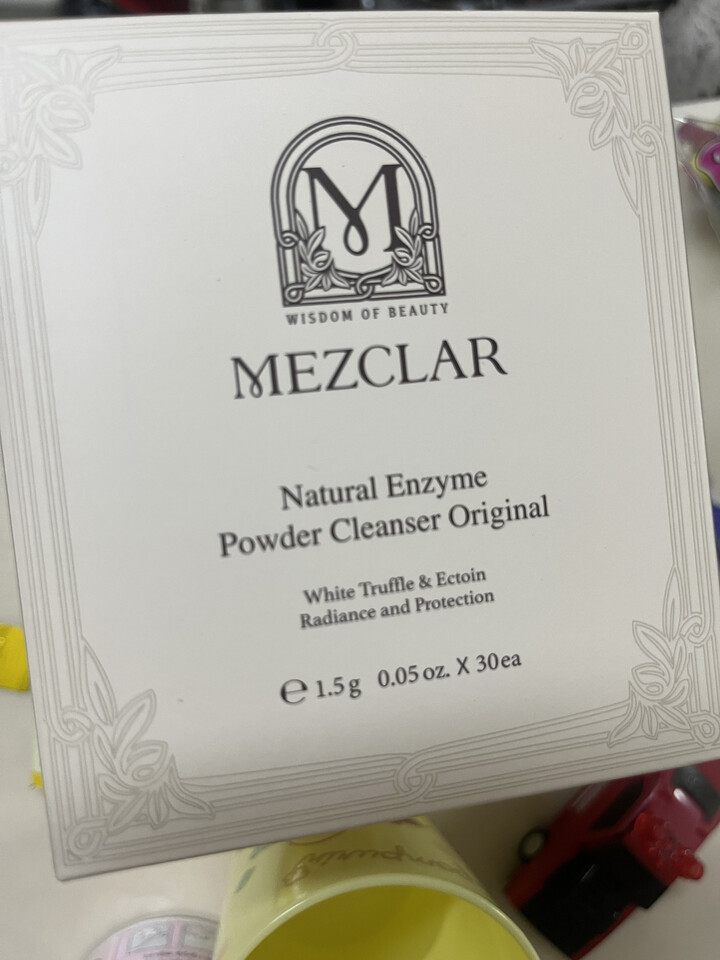 M
WISDOM OF BEAUTY
MEZCLAR
Natural Enzyme
Powder Cleanser Original
White Truffle & Ectoin
Radiance and Protection
℮ 1.5 g 0.05 oz. X 30ea